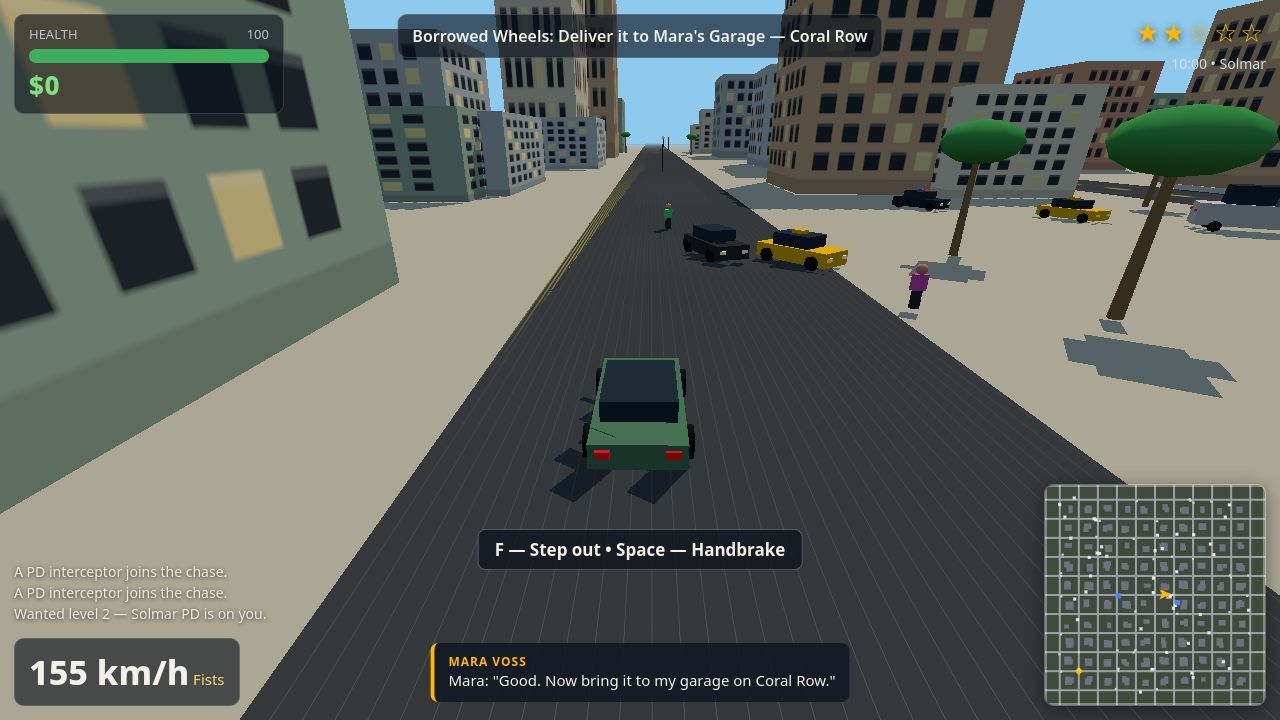 HEALTH 100
$0
Borrowed Wheels: Deliver it to Mara's Garage — Coral Row
★★☆☆☆
10:00 • Solmar
F — Step out • Space — Handbrake
A PD interceptor joins the chase.
A PD interceptor joins the chase.
Wanted level 2 — Solmar PD is on you.
155 km/h Fists
MARA VOSS
Mara: "Good. Now bring it to my garage on Coral Row."